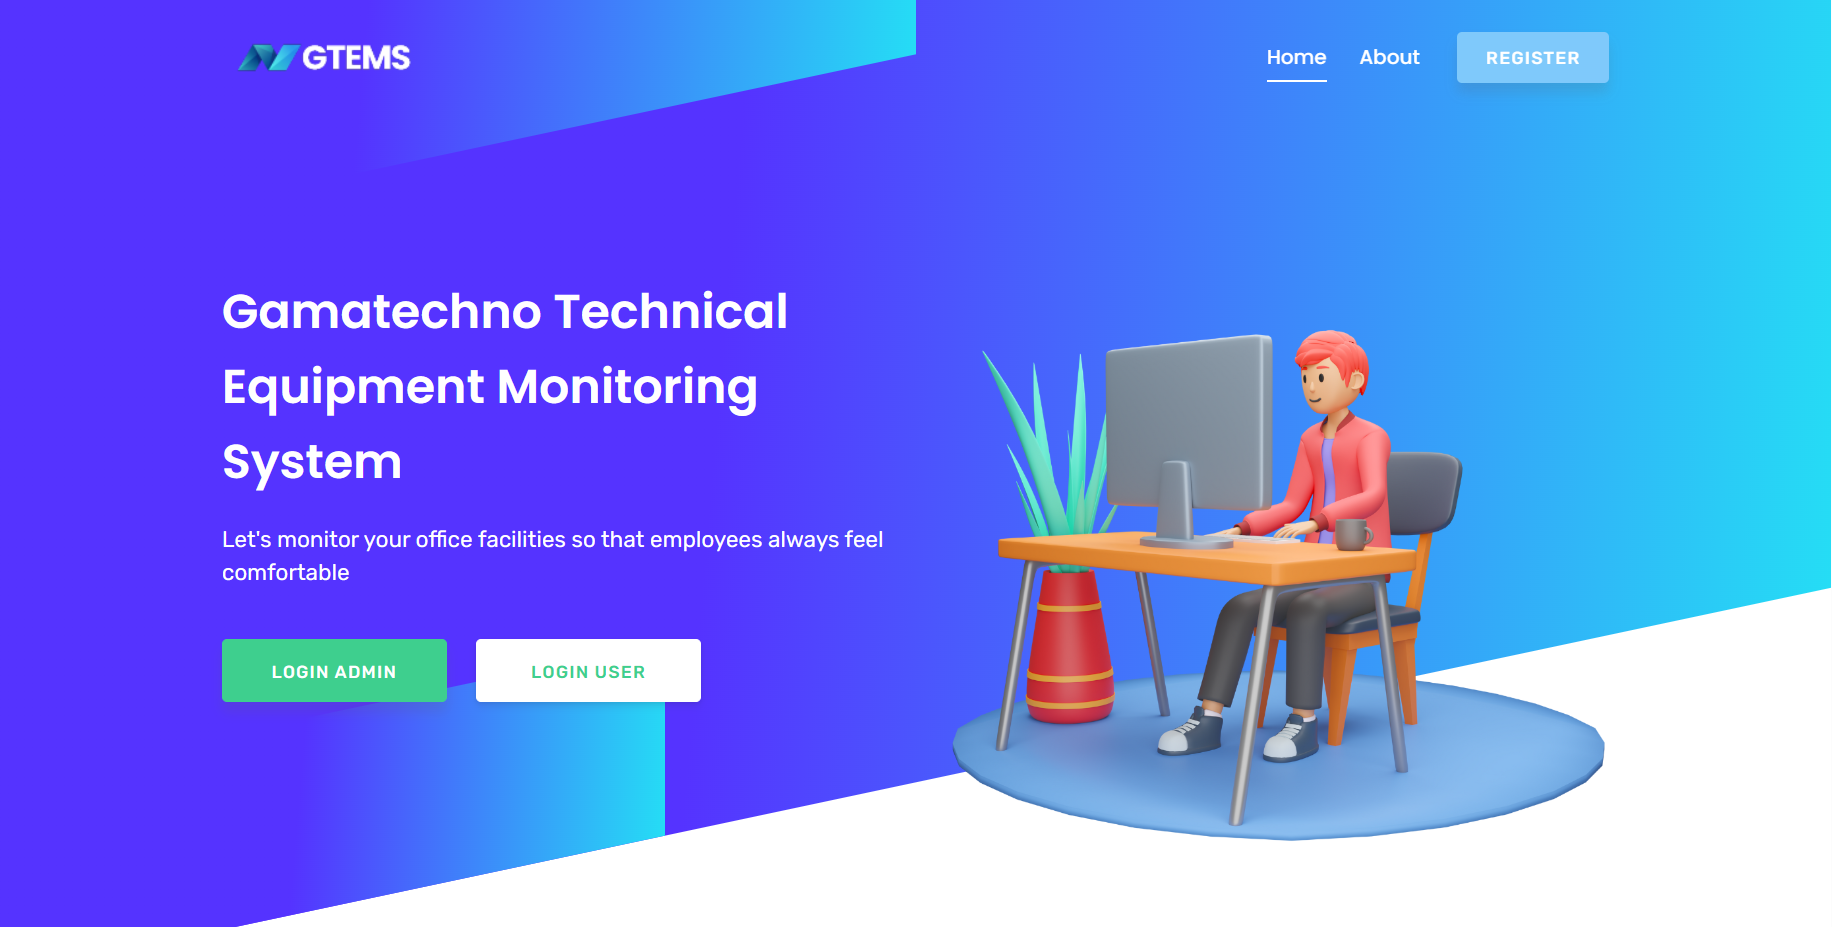 GTEMS
Home
About
REGISTER
Gamatechno Technical
Equipment Monitoring
System
Let's monitor your office facilities so that employees always feel
comfortable
LOGIN ADMIN
LOGIN USER